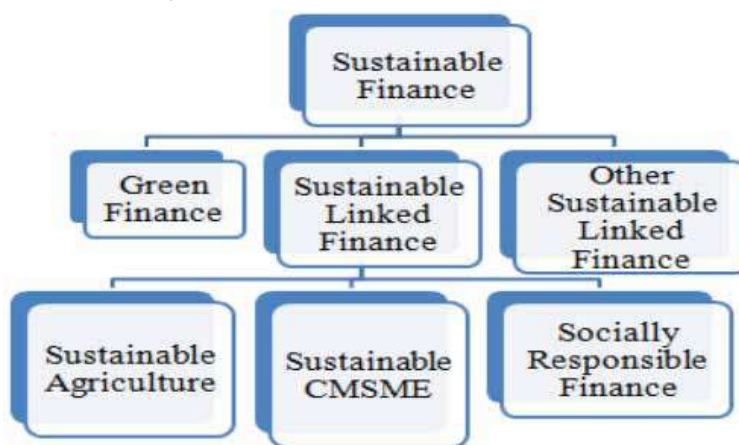 Sustainable
Finance
Green
Finance
Sustainable
Linked
Finance
Other
Sustainable
Linked
Finance
Sustainable
Agriculture
Sustainable
CMSME
Socially
Responsible
Finance